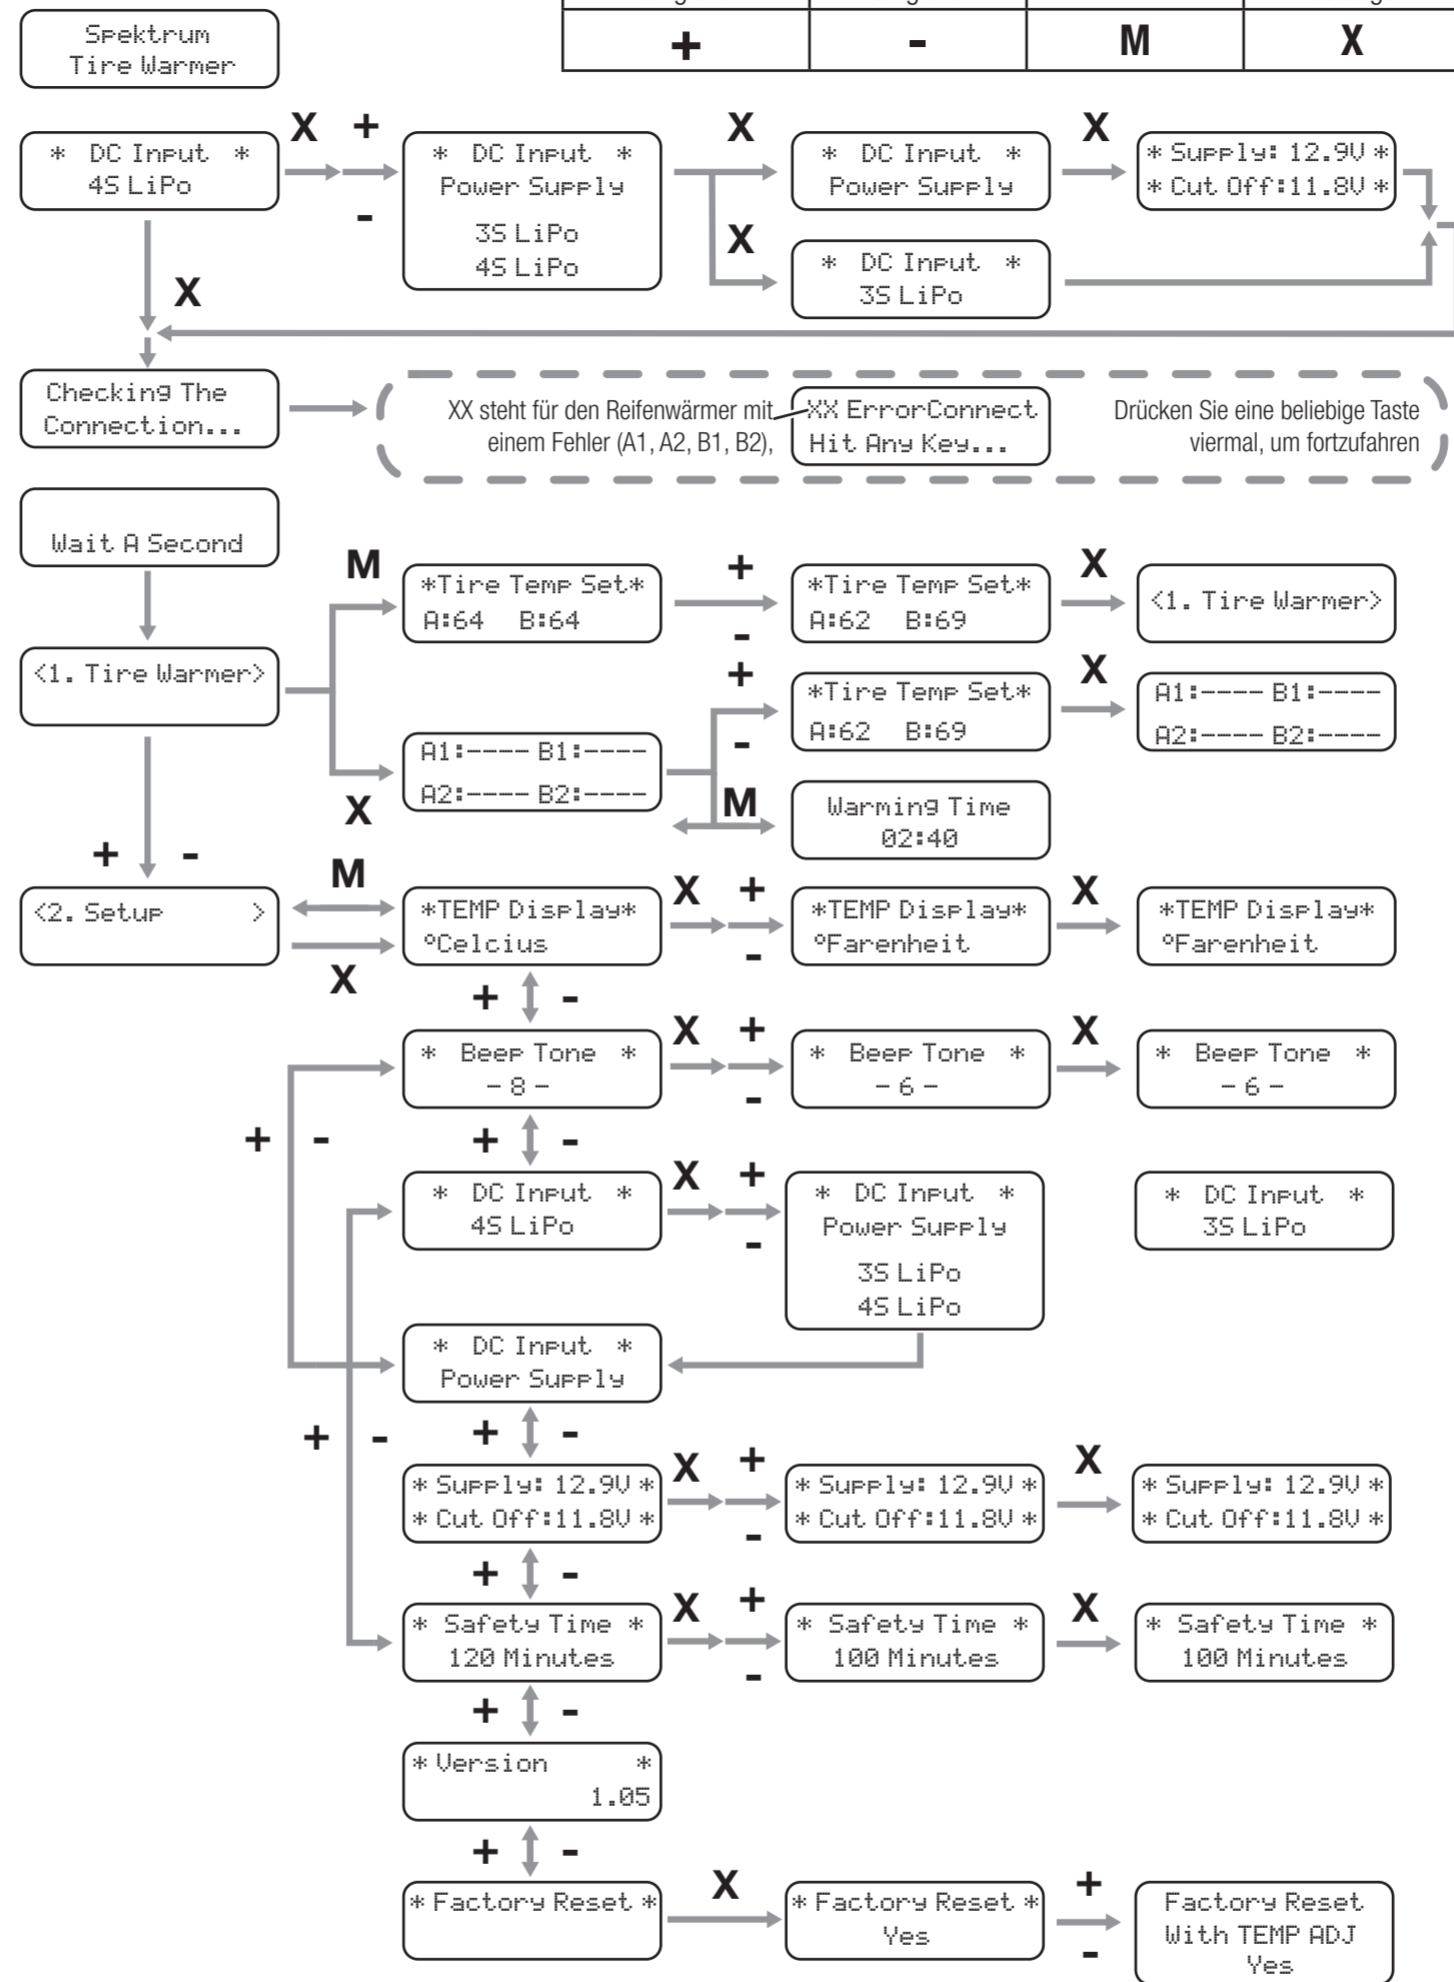 + - M X
Spektrum
Tire Warmer
X + X X
* DC Input *
4S LiPo
-
* DC Input *
Power Supply
3S LiPo
4S LiPo
* DC Input *
Power Supply
* Supply: 12.9V *
* Cut Off:11.8V *
X
* DC Input *
3S LiPo
X
Checking The
Connection...
XX steht für den Reifenwärmer mit
einem Fehler (A1, A2, B1, B2),
XX ErrorConnect
Hit Any Key...
Drücken Sie eine beliebige Taste
viermal, um fortzufahren
Wait A Second
M + X
*Tire Temp Set*
A:64 B:64
-
*Tire Temp Set*
A:62 B:69
<1. Tire Warmer>
<1. Tire Warmer>
+ X
-
*Tire Temp Set*
A:62 B:69
A1:---- B1:----
A2:---- B2:----
X
A1:---- B1:----
A2:---- B2:----
M
Warming Time
02:40
+ -
<2. Setup >
M X + X
*TEMP Display*
°Celcius
-
*TEMP Display*
°Farenheit
*TEMP Display*
°Farenheit
X
+ -
X + X
* Beep Tone *
- 8 -
-
* Beep Tone *
- 6 -
* Beep Tone *
- 6 -
+ - + -
X +
* DC Input *
4S LiPo
-
* DC Input *
Power Supply
3S LiPo
4S LiPo
* DC Input *
3S LiPo
* DC Input *
Power Supply
+ - + -
X + X
* Supply: 12.9V *
* Cut Off:11.8V *
-
* Supply: 12.9V *
* Cut Off:11.8V *
* Supply: 12.9V *
* Cut Off:11.8V *
+ -
X + X
* Safety Time *
120 Minutes
-
* Safety Time *
100 Minutes
* Safety Time *
100 Minutes
+ -
* Version *
1.05
+ -
* Factory Reset *
X
* Factory Reset *
Yes
+
-
Factory Reset
With TEMP ADJ
Yes